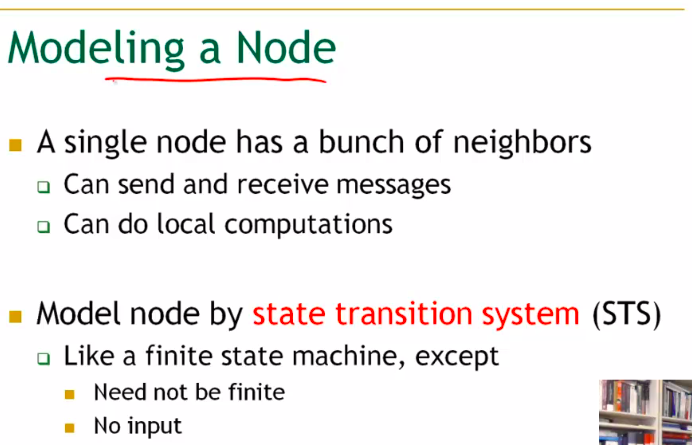 Modeling a Node
A single node has a bunch of neighbors
Can send and receive messages
Can do local computations
Model node by state transition system (STS)
Like a finite state machine, except
Need not be finite
No input